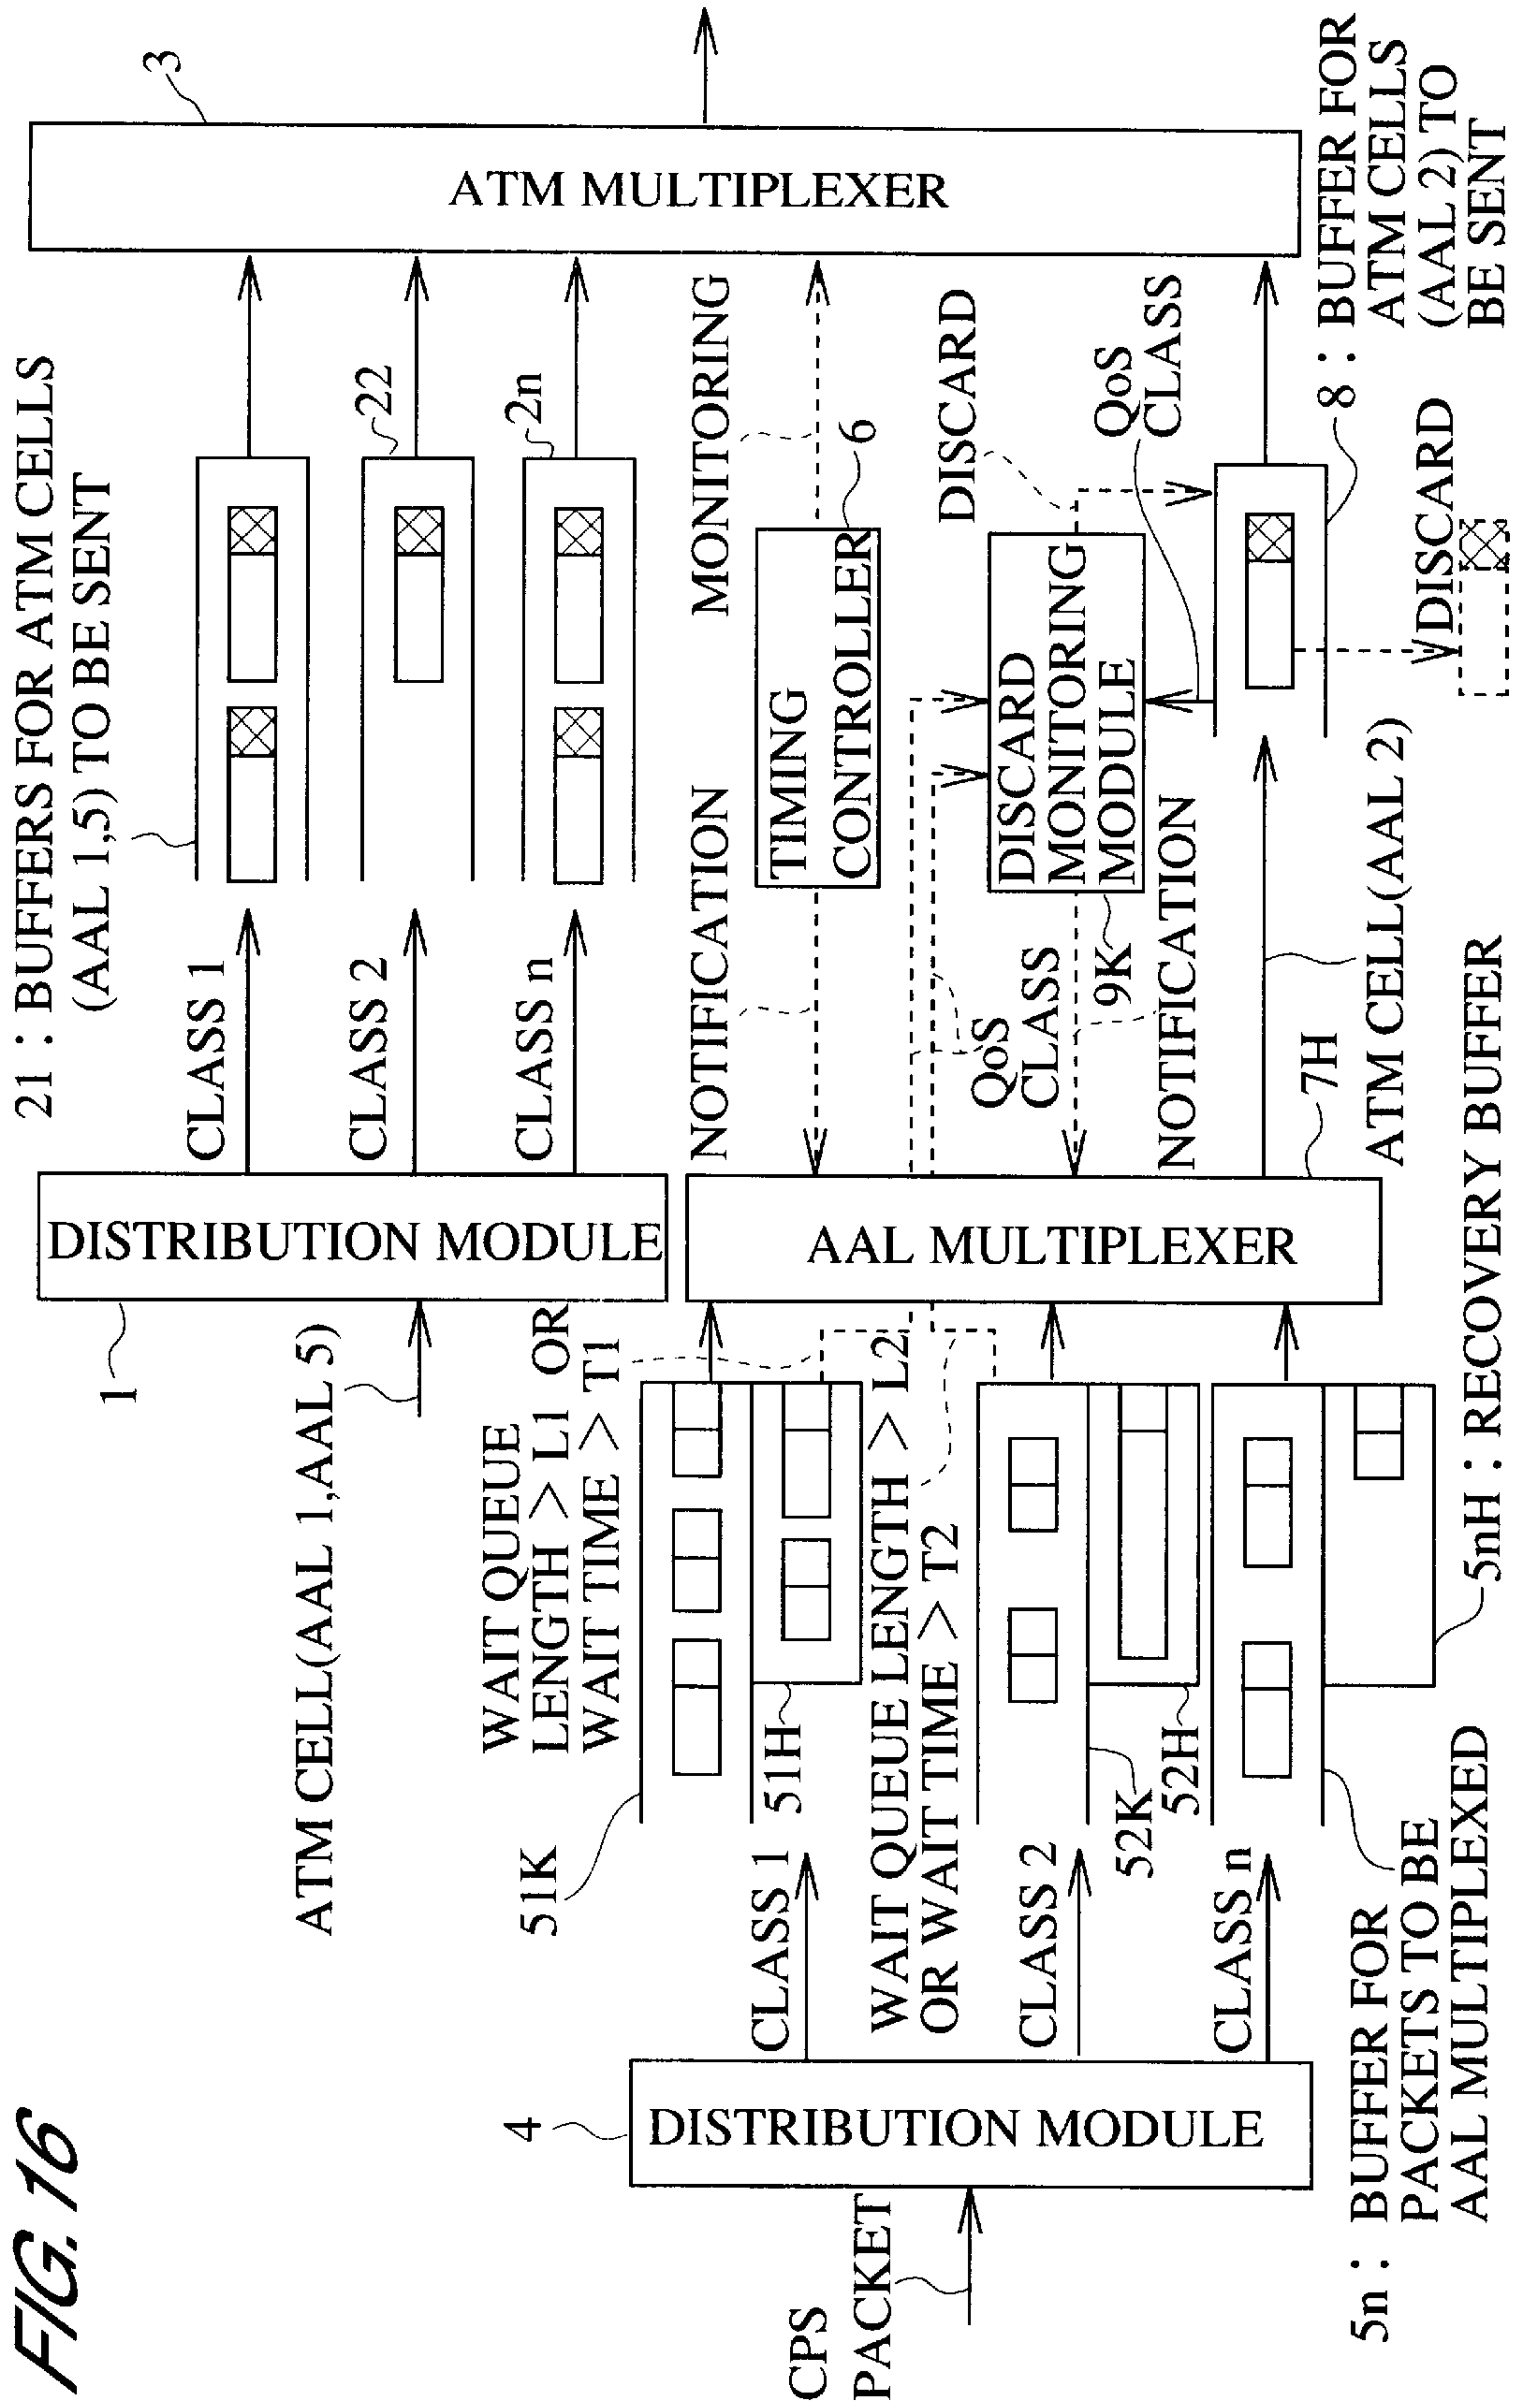 FIG. 16
21 : BUFFERS FOR ATM CELLS
(AAL 1,5) TO BE SENT
3
1
DISTRIBUTION MODULE
ATM CELL(AAL 1,AAL 5)
CLASS 1
CLASS 2
CLASS n
22
2n
ATM MULTIPLEXER
MONITORING
NOTIFICATION
TIMING
CONTROLLER
6
WAIT QUEUE
LENGTH > L1 OR
WAIT TIME > T1
51K
51H
WAIT QUEUE LENGTH > L2
OR WAIT TIME > T2
52K
52H
4
DISTRIBUTION MODULE
CPS
PACKET
CLASS 1
CLASS 2
CLASS n
AAL MULTIPLEXER
7H
QoS
CLASS
DISCARD
MONITORING
MODULE
9K
NOTIFICATION
DISCARD
QoS
CLASS
ATM CELL(AAL 2)
DISCARD
8 : BUFFER FOR
ATM CELLS
(AAL 2) TO
BE SENT
5n : BUFFER FOR
PACKETS TO BE
AAL MULTIPLEXED
5nH : RECOVERY BUFFER